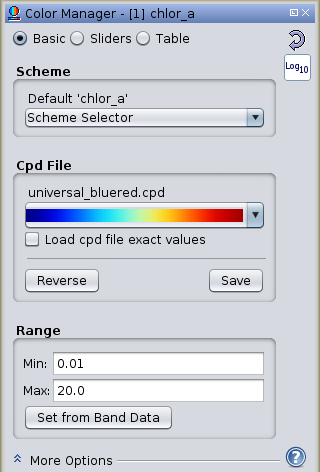 Color Manager - [1] chlor_a
Basic Sliders Table
Log10
Scheme
Default 'chlor_a'
Scheme Selector
Cpd File
universal_bluered.cpd
Load cpd file exact values
Reverse Save
Range
Min: 0.01
Max: 20.0
Set from Band Data
More Options ?